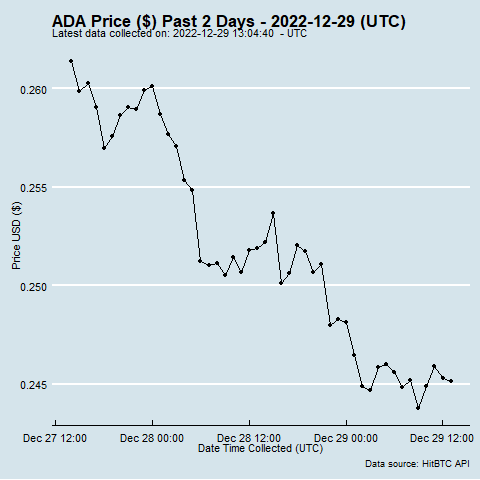 ADA Price ($) Past 2 Days - 2022-12-29 (UTC)
Latest data collected on: 2022-12-29 13:04:40 - UTC
0.260
0.255
0.250
0.245
Price USD ($)
Dec 27 12:00 Dec 28 00:00 Dec 28 12:00 Dec 29 00:00 Dec 29 12:00
Date Time Collected (UTC)
Data source: HitBTC API